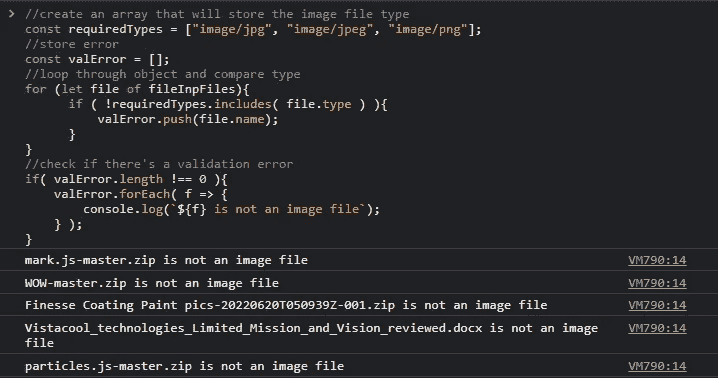 > //create an array that will store the image file type
const requiredTypes = ["image/jpg", "image/jpeg", "image/png"];
//store error
const valError = [];
//loop through object and compare type
for (let file of fileInpFiles){
if ( !requiredTypes.includes( file.type ) ){
valError.push(file.name);
}
}
//check if there's a validation error
if( valError.length !== 0 ){
valError.forEach( f => {
console.log(`${f} is not an image file`);
} );
}
mark.js-master.zip is not an image file VM790:14
WOW-master.zip is not an image file VM790:14
Finesse Coating Paint pics-20220620T050939Z-001.zip is not an image file VM790:14
Vistacool_technologies_Limited_Mission_and_Vision_reviewed.docx is not an image VM790:14
file
particles.js-master.zip is not an image file VM790:14